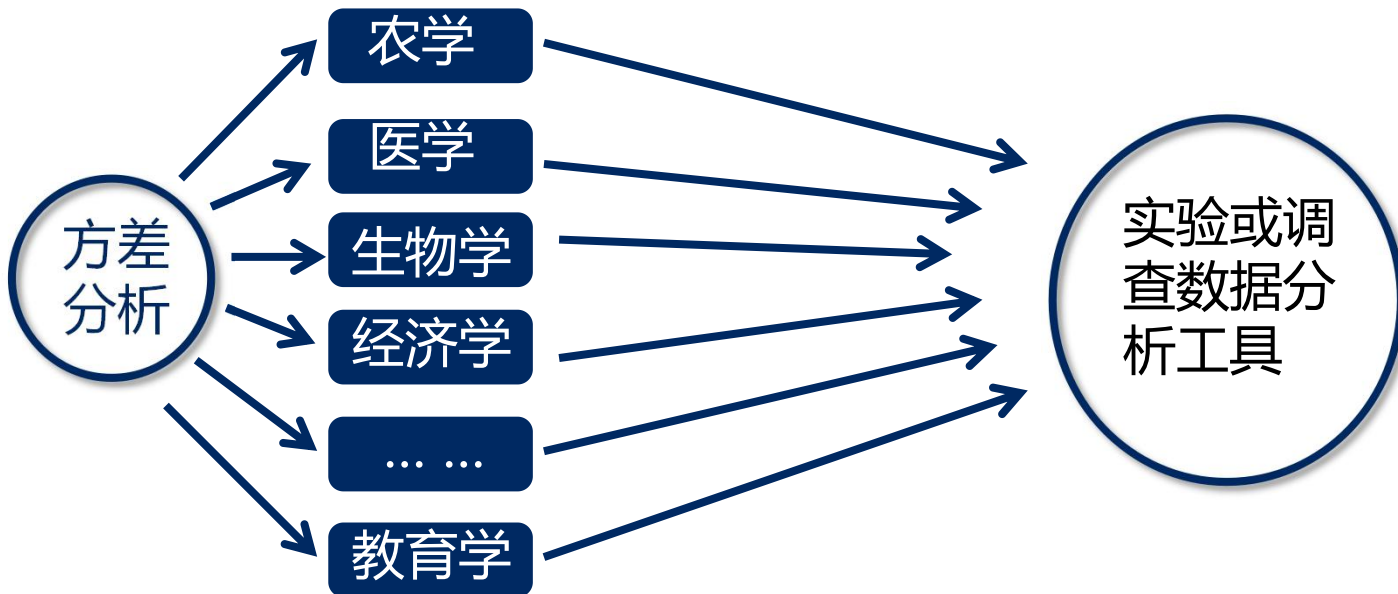 方差
分析
农学
医学
生物学
经济学
... ...
教育学
实验或调
查数据分
析工具